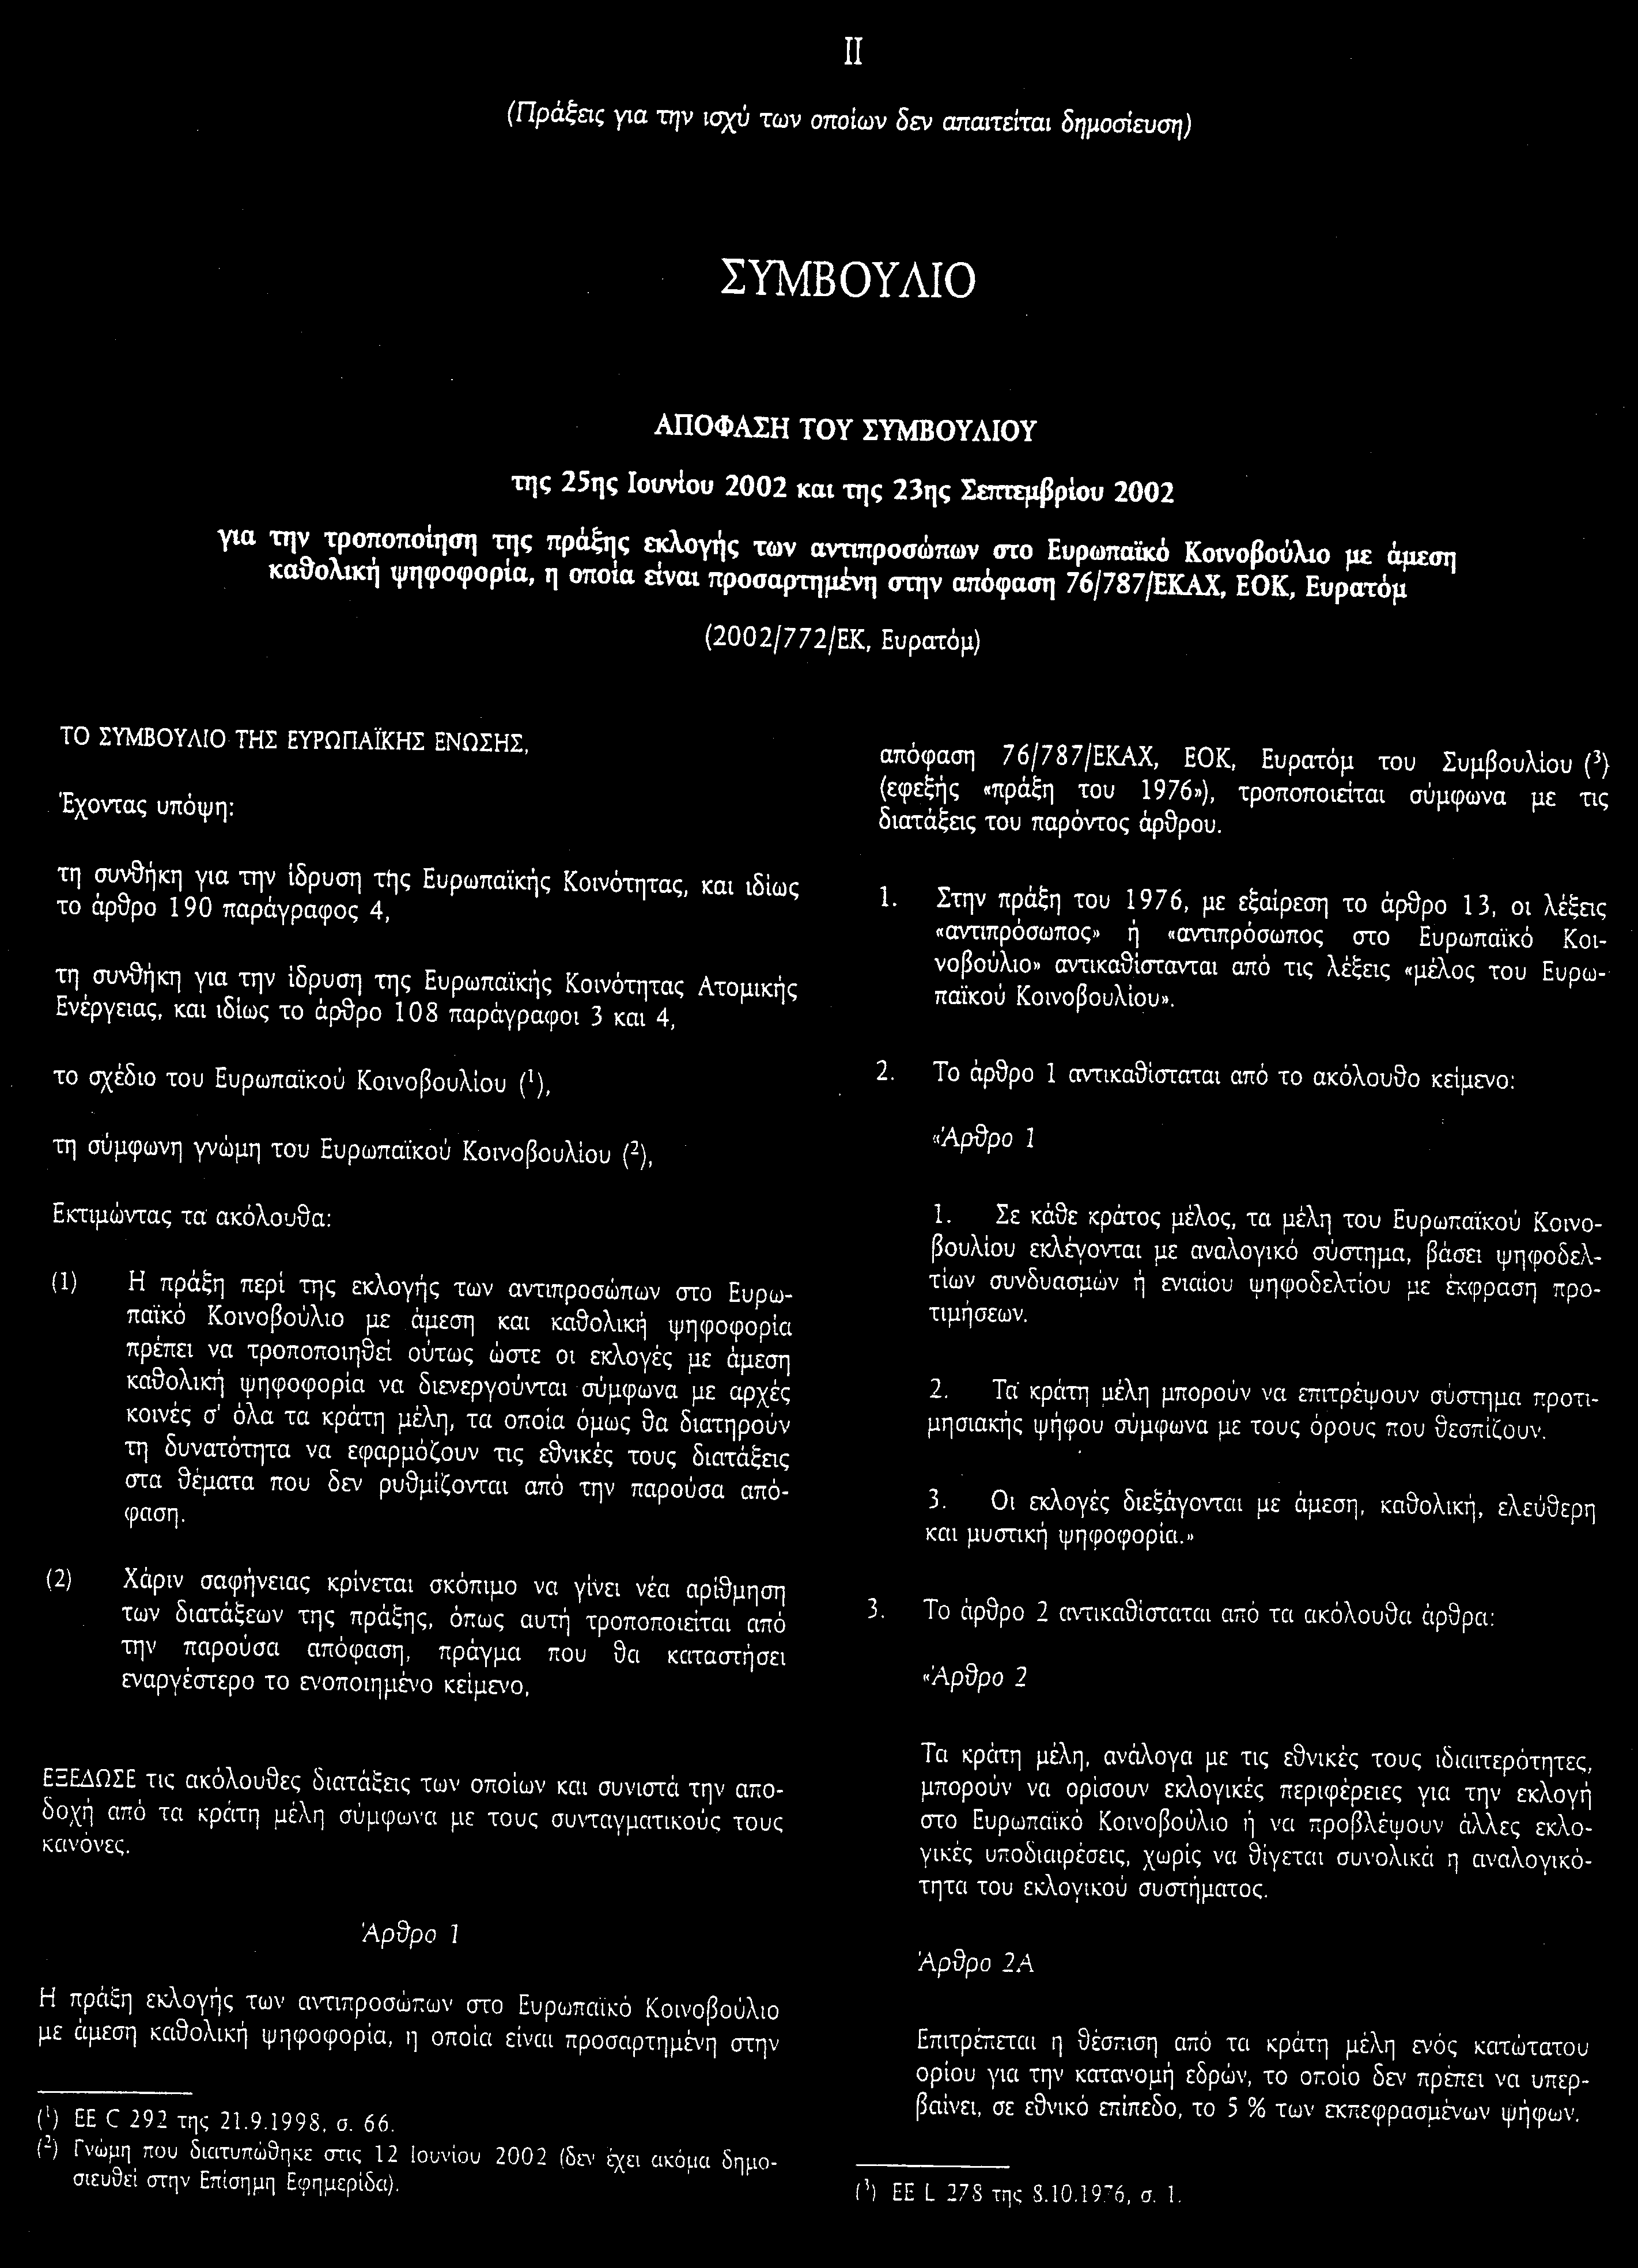 II
(Πράξεις για την ισχύ των οποίων δεν απαιτείται δημοσίευση)
ΣΥΜΒΟΥΛΙΟ
ΑΠΟΦΑΣΗ ΤΟΥ ΣΥΜΒΟΥΛΙΟΥ
της 25ης Ιουνίου 2002 και της 23ης Σεπτεμβρίου 2002
για την τροποποίηση της πράξης εκλογής των αντιπροσώπων στο Ευρωπαϊκό Κοινοβούλιο με άμεση
καθολική ψηφοφορία, η οποία είναι προσαρτημένη στην απόφαση 76/787/ΕΚΑΧ, ΕΟΚ, Ευρατόμ
(2002/772/ΕΚ, Ευρατόμ)
ΤΟ ΣΥΜΒΟΥΛΙΟ ΤΗΣ ΕΥΡΩΠΑΪΚΗΣ ΕΝΩΣΗΣ,
Έχοντας υπόψη:
τη συνθήκη για την ίδρυση της Ευρωπαϊκής Κοινότητας, και ιδίως
το άρθρο 190 παράγραφος 4,
τη συνθήκη για την ίδρυση της Ευρωπαϊκής Κοινότητας Ατομικής
Ενέργειας, και ιδίως το άρθρο 108 παράγραφοι 3 και 4,
το σχέδιο του Ευρωπαϊκού Κοινοβουλίου (¹),
τη σύμφωνη γνώμη του Ευρωπαϊκού Κοινοβουλίου (²),
Εκτιμώντας τα ακόλουθα:
(1) Η πράξη περί της εκλογής των αντιπροσώπων στο Ευρω-
παϊκό Κοινοβούλιο με άμεση και καθολική ψηφοφορία
πρέπει να τροποποιηθεί ούτως ώστε οι εκλογές με άμεση
καθολική ψηφοφορία να διενεργούνται σύμφωνα με αρχές
κοινές σ' όλα τα κράτη μέλη, τα οποία όμως θα διατηρούν
τη δυνατότητα να εφαρμόζουν τις εθνικές τους διατάξεις
στα θέματα που δεν ρυθμίζονται από την παρούσα από-
φαση.
(2) Χάριν σαφήνειας κρίνεται σκόπιμο να γίνει νέα αρίθμηση
των διατάξεων της πράξης, όπως αυτή τροποποιείται από
την παρούσα απόφαση, πράγμα που θα καταστήσει
εναργέστερο το ενοποιημένο κείμενο,
ΕΞΕΔΩΣΕ τις ακόλουθες διατάξεις των οποίων και συνιστά την απο-
δοχή από τα κράτη μέλη σύμφωνα με τους συνταγματικούς τους
κανόνες.
Άρθρο 1
Η πράξη εκλογής των αντιπροσώπων στο Ευρωπαϊκό Κοινοβούλιο
με άμεση καθολική ψηφοφορία, η οποία είναι προσαρτημένη στην
(¹) ΕΕ C 292 της 21.9.1998, σ. 66.
(²) Γνώμη που διατυπώθηκε στις 12 Ιουνίου 2002 (δεν έχει ακόμα δημο-
σιευθεί στην Επίσημη Εφημερίδα).
απόφαση 76/787/ΕΚΑΧ, ΕΟΚ, Ευρατόμ του Συμβουλίου (³)
(εφεξής «πράξη του 1976»), τροποποιείται σύμφωνα με τις
διατάξεις του παρόντος άρθρου.
1. Στην πράξη του 1976, με εξαίρεση το άρθρο 13, οι λέξεις
«αντιπρόσωπος» ή «αντιπρόσωπος στο Ευρωπαϊκό Κοι-
νοβούλιο» αντικαθίστανται από τις λέξεις «μέλος του Ευρω-
παϊκού Κοινοβουλίου».
2. Το άρθρο 1 αντικαθίσταται από το ακόλουθο κείμενο:
«Άρθρο 1
1. Σε κάθε κράτος μέλος, τα μέλη του Ευρωπαϊκού Κοινο-
βουλίου εκλέγονται με αναλογικό σύστημα, βάσει ψηφοδελ-
τίων συνδυασμών ή ενιαίου ψηφοδελτίου με έκφραση προ-
τιμήσεων.
2. Τα κράτη μέλη μπορούν να επιτρέψουν σύστημα προτι-
μησιακής ψήφου σύμφωνα με τους όρους που θεσπίζουν.
3. Οι εκλογές διεξάγονται με άμεση, καθολική, ελεύθερη
και μυστική ψηφοφορία.»
3. Το άρθρο 2 αντικαθίσταται από τα ακόλουθα άρθρα:
«Άρθρο 2
Τα κράτη μέλη, ανάλογα με τις εθνικές τους ιδιαιτερότητες,
μπορούν να ορίσουν εκλογικές περιφέρειες για την εκλογή
στο Ευρωπαϊκό Κοινοβούλιο ή να προβλέψουν άλλες εκλο-
γικές υποδιαιρέσεις, χωρίς να θίγεται συνολικά η αναλογικό-
τητα του εκλογικού συστήματος.
Άρθρο 2Α
Επιτρέπεται η θέσπιση από τα κράτη μέλη ενός κατώτατου
ορίου για την κατανομή εδρών, το οποίο δεν πρέπει να υπερ-
βαίνει, σε εθνικό επίπεδο, το 5 % των εκπεφρασμένων ψήφων.
(³) ΕΕ L 278 της 8.10.1976, σ. 1.